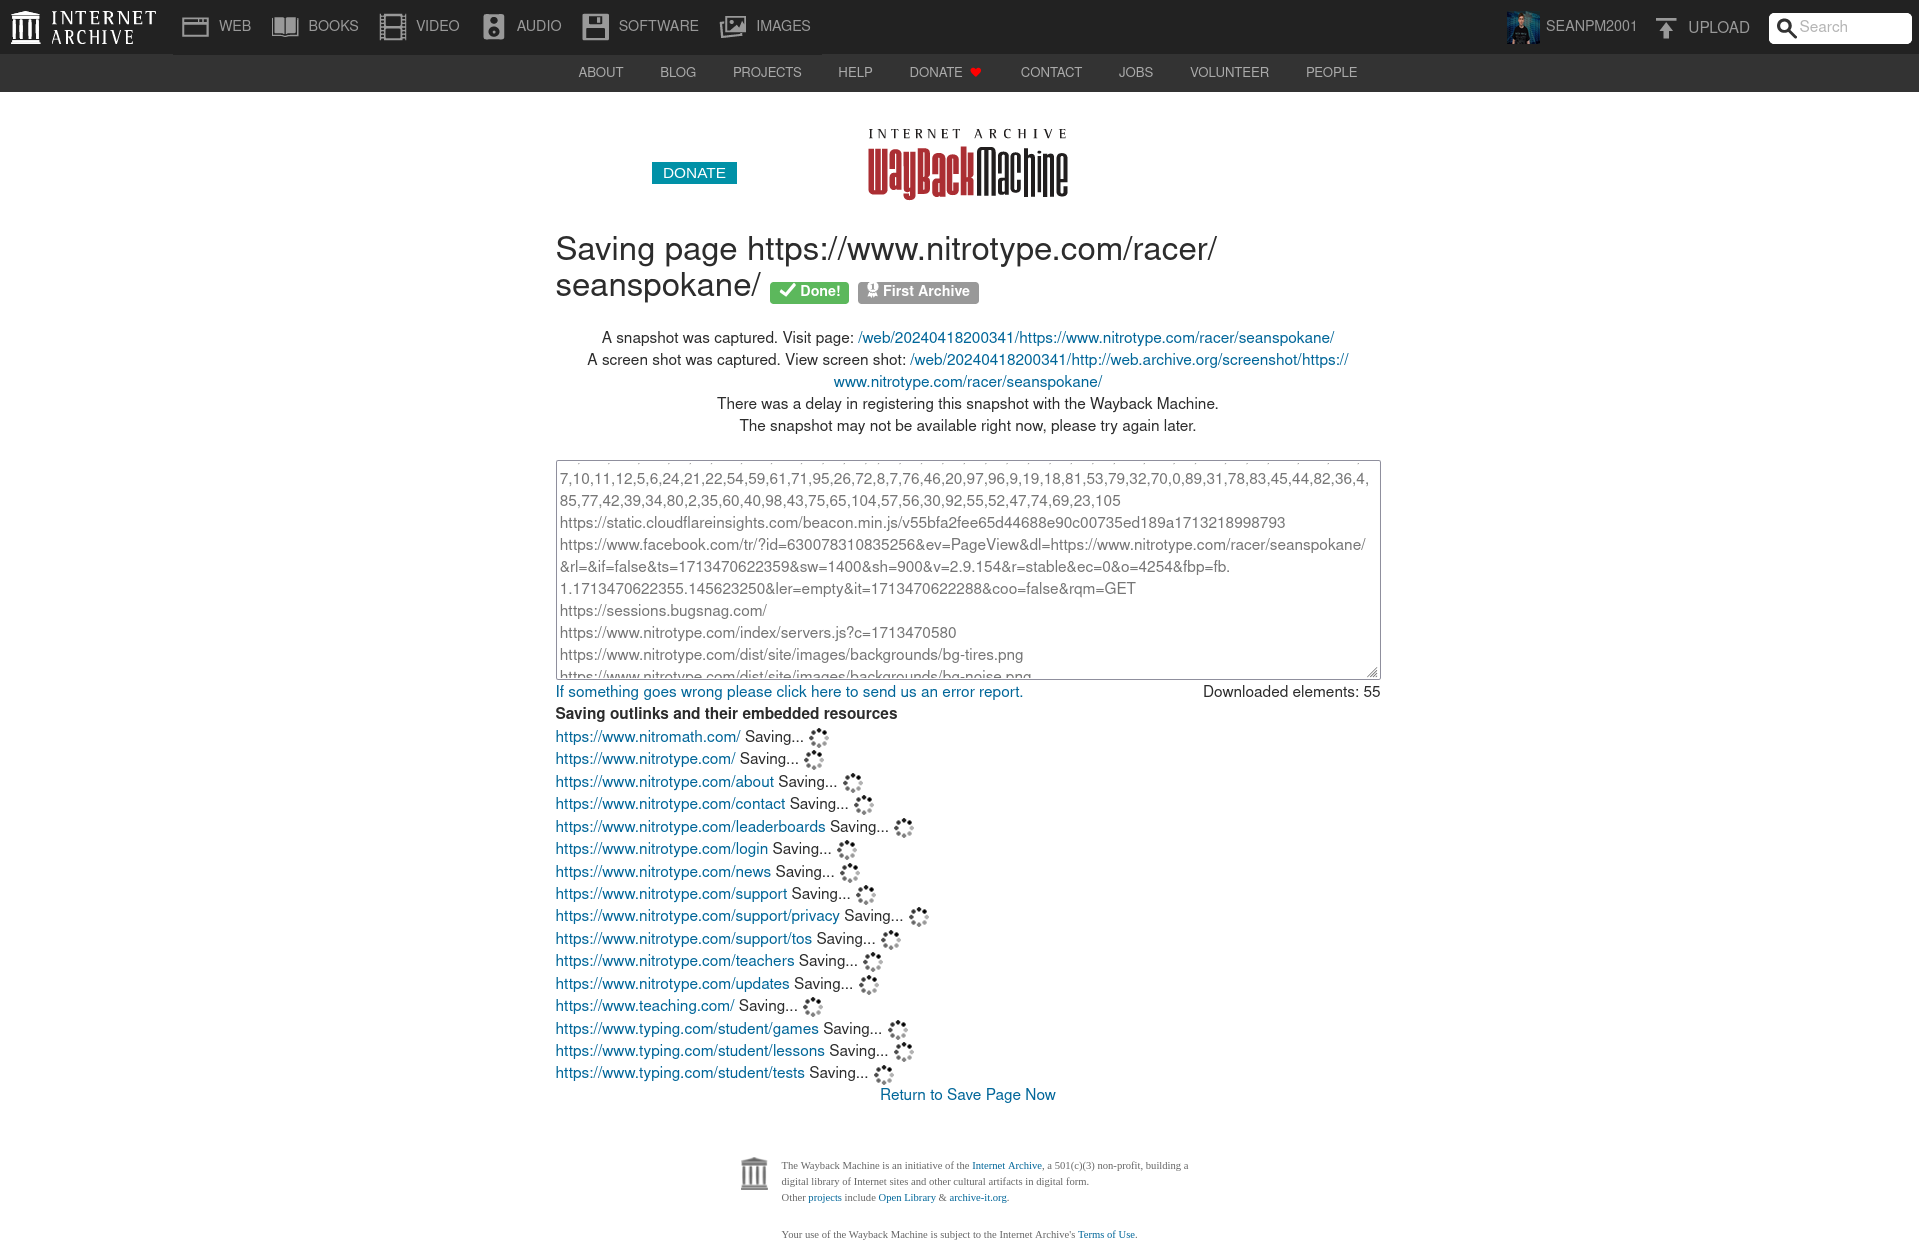 INTERNET
ARCHIVE
WEB BOOKS VIDEO AUDIO SOFTWARE IMAGES SEANPM2001 UPLOAD Search
ABOUT BLOG PROJECTS HELP DONATE CONTACT JOBS VOLUNTEER PEOPLE
INTERNET ARCHIVE
WayBackMachine
DONATE
Saving page https://www.nitrotype.com/racer/
seanspokane/ Done! First Archive
A snapshot was captured. Visit page: /web/20240418200341/https://www.nitrotype.com/racer/seanspokane/
A screen shot was captured. View screen shot: /web/20240418200341/http://web.archive.org/screenshot/https://
www.nitrotype.com/racer/seanspokane/
There was a delay in registering this snapshot with the Wayback Machine.
The snapshot may not be available right now, please try again later.
7,10,11,12,5,6,24,21,22,54,59,61,71,95,26,72,8,7,76,46,20,97,96,9,19,18,81,53,79,32,70,0,89,31,78,83,45,44,82,36,4,
85,77,42,39,34,80,2,35,60,40,98,43,75,65,104,57,56,30,92,55,52,47,74,69,23,105
https://static.cloudflareinsights.com/beacon.min.js/v55bfa2fee65d44688e90c00735ed189a1713218998793
https://www.facebook.com/tr/?id=630078310835256&ev=PageView&dl=https://www.nitrotype.com/racer/seanspokane/
&rl=&if=false&ts=1713470622359&sw=1400&sh=900&v=2.9.154&r=stable&ec=0&o=4254&fbp=fb.
1.1713470622355.145623250&ler=empty&it=1713470622288&coo=false&rqm=GET
https://sessions.bugsnag.com/
https://www.nitrotype.com/index/servers.js?c=1713470580
https://www.nitrotype.com/dist/site/images/backgrounds/bg-tires.png
https://www.nitrotype.com/dist/site/images/backgrounds/bg-noise.png
If something goes wrong please click here to send us an error report. Downloaded elements: 55
Saving outlinks and their embedded resources
https://www.nitromath.com/ Saving...
https://www.nitrotype.com/ Saving...
https://www.nitrotype.com/about Saving...
https://www.nitrotype.com/contact Saving...
https://www.nitrotype.com/leaderboards Saving...
https://www.nitrotype.com/login Saving...
https://www.nitrotype.com/news Saving...
https://www.nitrotype.com/support Saving...
https://www.nitrotype.com/support/privacy Saving...
https://www.nitrotype.com/support/tos Saving...
https://www.nitrotype.com/teachers Saving...
https://www.nitrotype.com/updates Saving...
https://www.teaching.com/ Saving...
https://www.typing.com/student/games Saving...
https://www.typing.com/student/lessons Saving...
https://www.typing.com/student/tests Saving...
Return to Save Page Now
The Wayback Machine is an initiative of the Internet Archive, a 501(c)(3) non-profit, building a
digital library of Internet sites and other cultural artifacts in digital form.
Other projects include Open Library & archive-it.org.
Your use of the Wayback Machine is subject to the Internet Archive's Terms of Use.